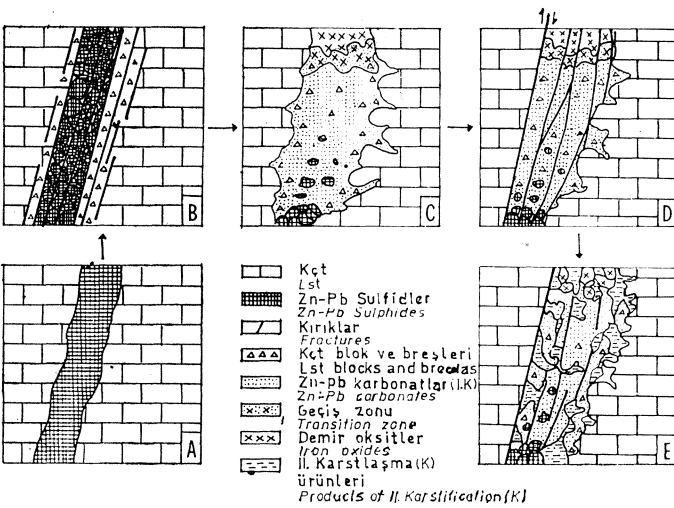 B
C
1 b
D
A
E
Kçt
Lst
Zn-Pb Sulfidler
Zn-Pb Sulphides
Kırıklar
Fractures
Kçt blok ve breşleri
Lst blocks and breccias
Zn-pb karbonatlar (I.K)
Zn-Pb carbonates
Geçiş zonu
Transition zone
Demir oksitler
Iron oxides
II. Karstlaşma (K)
ürünleri
Products of II. Karstification (K)